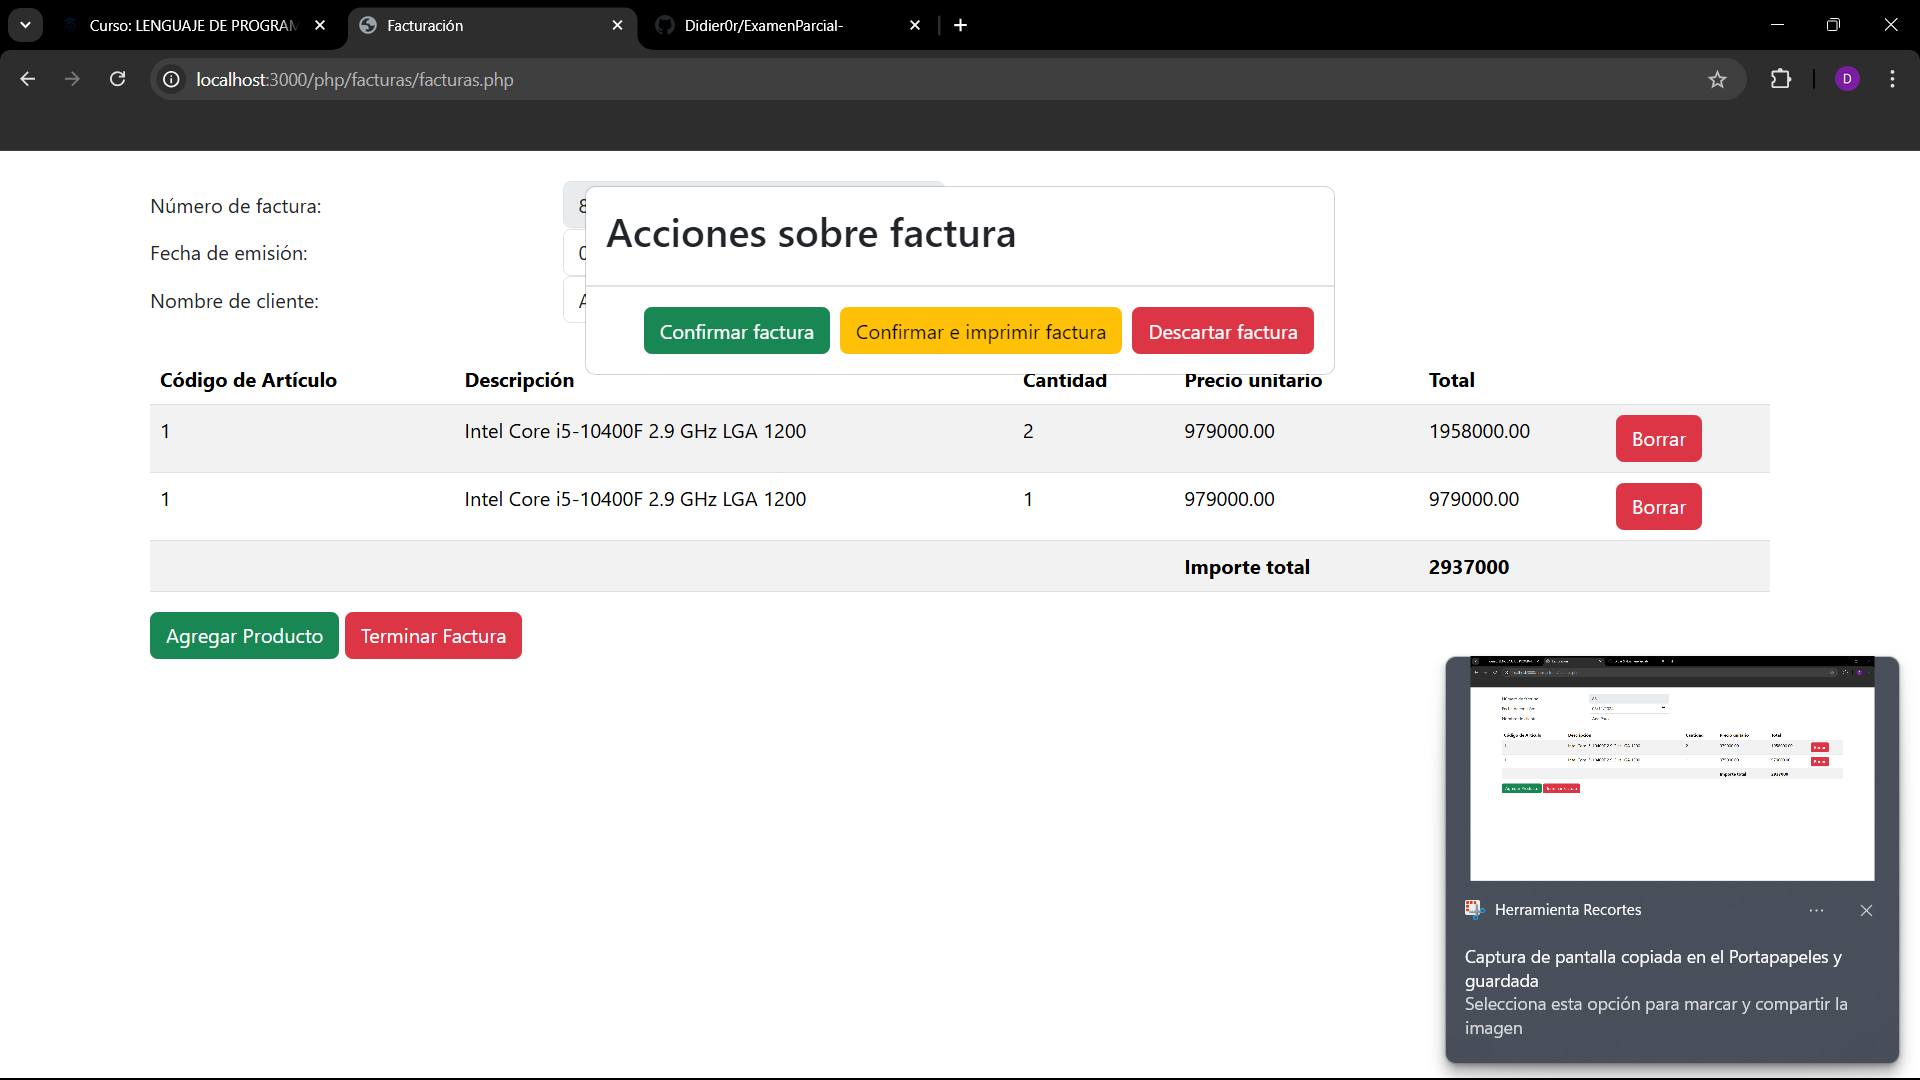 Curso: LENGUAJE DE PROGRAM
Facturación
Didier0r/ExamenParcial-
localhost:3000/php/facturas/facturas.php
D
Número de factura:
8
Fecha de emisión:
0
Nombre de cliente:
A
Acciones sobre factura
Confirmar factura
Confirmar e imprimir factura
Descartar factura
Código de Artículo Descripción Cantidad Precio unitario Total
1 Intel Core i5-10400F 2.9 GHz LGA 1200 2 979000.00 1958000.00 Borrar
1 Intel Core i5-10400F 2.9 GHz LGA 1200 1 979000.00 979000.00 Borrar
Importe total 2937000
Agregar Producto Terminar Factura
Herramienta Recortes
Captura de pantalla copiada en el Portapapeles y
guardada
Selecciona esta opción para marcar y compartir la
imagen